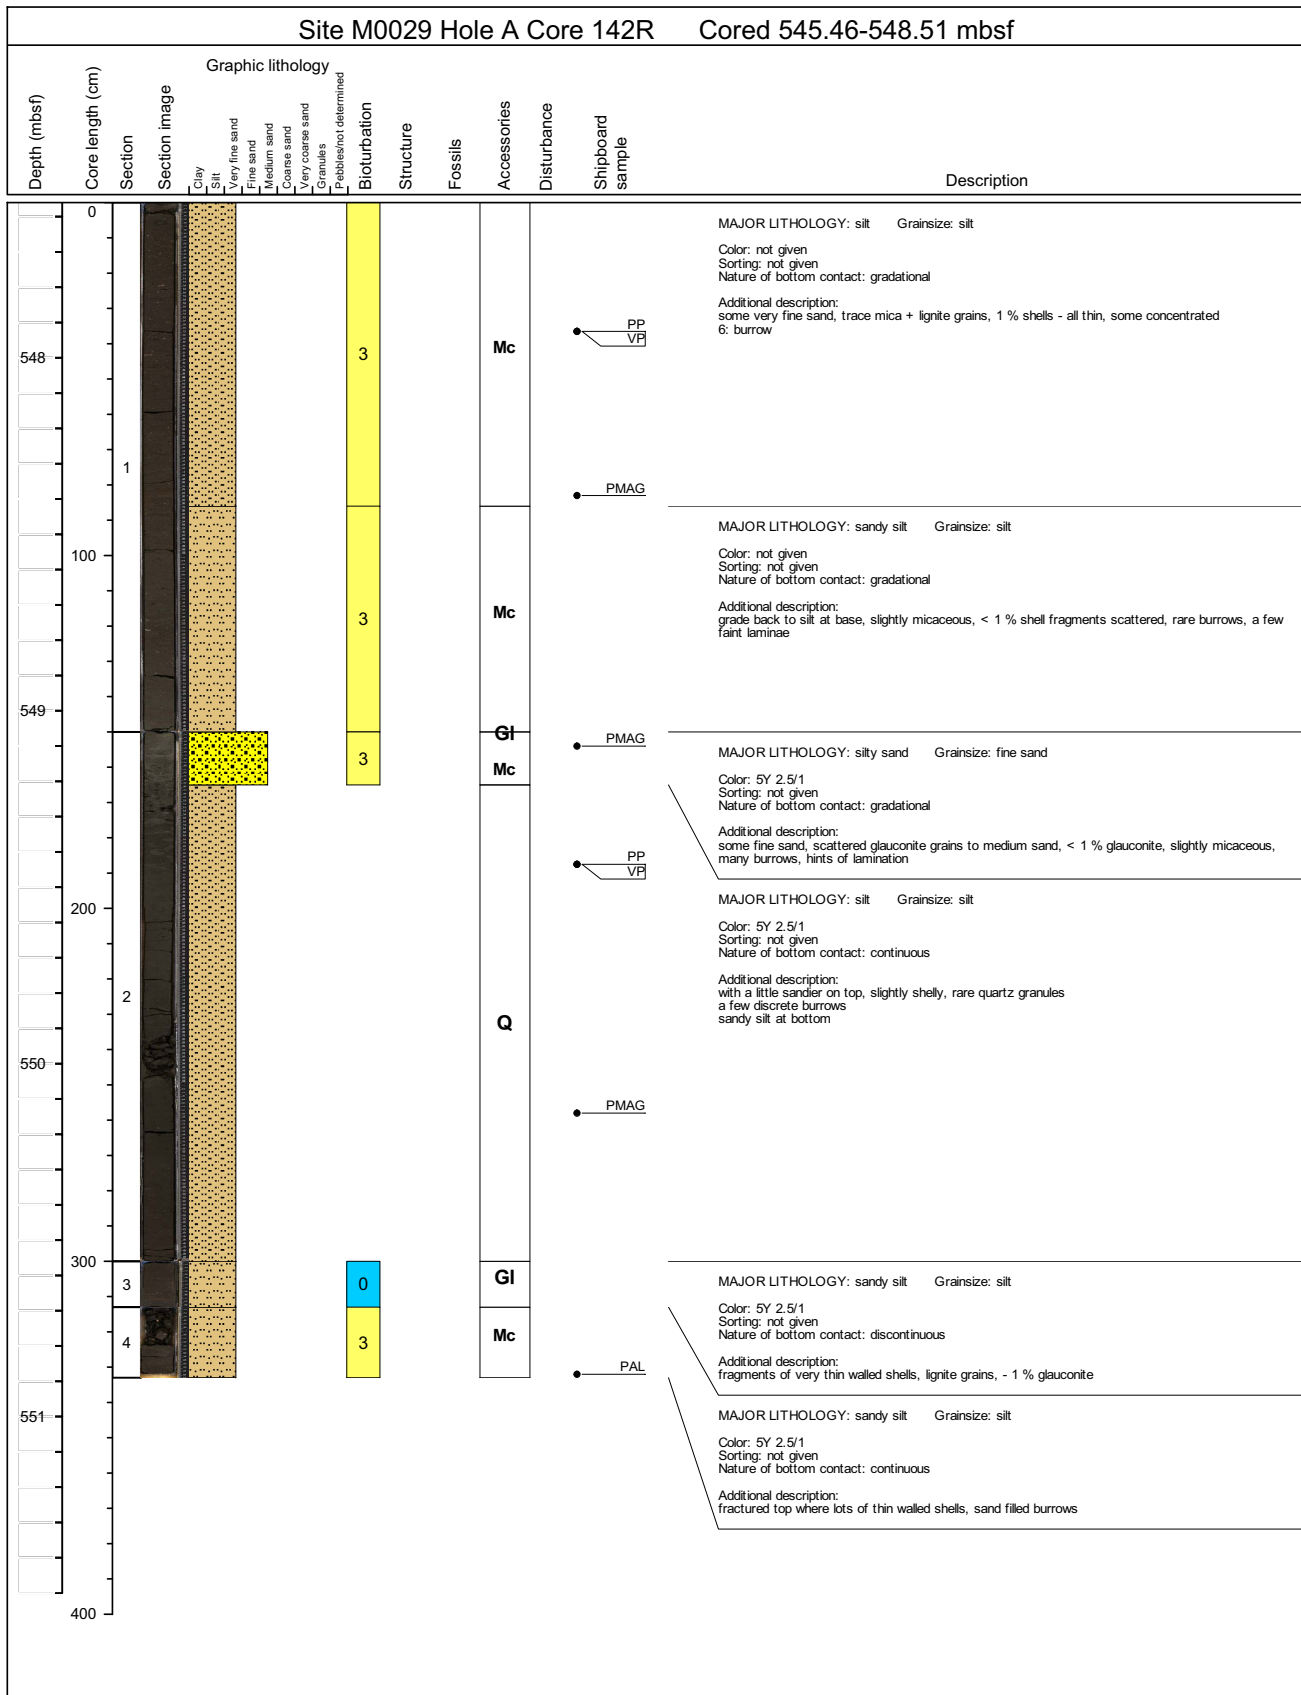 Site M0029 Hole A Core 142R Cored 545.46-548.51 mbsf
Graphic lithology
Depth (mbsf)
Core length (cm)
Section
Section image
Clay
Silt
Very fine sand
Fine sand
Medium sand
Coarse sand
Very coarse sand
Granules
Pebbles/not determined
Bioturbation
Structure
Fossils
Accessories
Disturbance
Shipboard
sample
Description
0
MAJOR LITHOLOGY: silt Grainsize: silt
Color: not given
Sorting: not given
Nature of bottom contact: gradational
Additional description:
some very fine sand, trace mica + lignite grains, 1 % shells - all thin, some concentrated
6: burrow
PP
VP
548
3
Mc
1
PMAG
MAJOR LITHOLOGY: sandy silt Grainsize: silt
Color: not given
Sorting: not given
Nature of bottom contact: gradational
Additional description:
grade back to silt at base, slightly micaceous, < 1 % shell fragments scattered, rare burrows, a few
faint laminae
100
3
Mc
549
Gl
PMAG
3
Mc
MAJOR LITHOLOGY: silty sand Grainsize: fine sand
Color: 5Y 2.5/1
Sorting: not given
Nature of bottom contact: gradational
Additional description:
some fine sand, scattered glauconite grains to medium sand, < 1 % glauconite, slightly micaceous,
many burrows, hints of lamination
PP
VP
MAJOR LITHOLOGY: silt Grainsize: silt
Color: 5Y 2.5/1
Sorting: not given
Nature of bottom contact: continuous
Additional description:
with a little sandier on top, slightly shelly, rare quartz granules
a few discrete burrows
sandy silt at bottom
200
2
Q
550
PMAG
300
3
0
Gl
MAJOR LITHOLOGY: sandy silt Grainsize: silt
Color: 5Y 2.5/1
Sorting: not given
Nature of bottom contact: discontinuous
Additional description:
fragments of very thin walled shells, lignite grains, - 1 % glauconite
4
3
Mc
PAL
551
MAJOR LITHOLOGY: sandy silt Grainsize: silt
Color: 5Y 2.5/1
Sorting: not given
Nature of bottom contact: continuous
Additional description:
fractured top where lots of thin walled shells, sand filled burrows
400